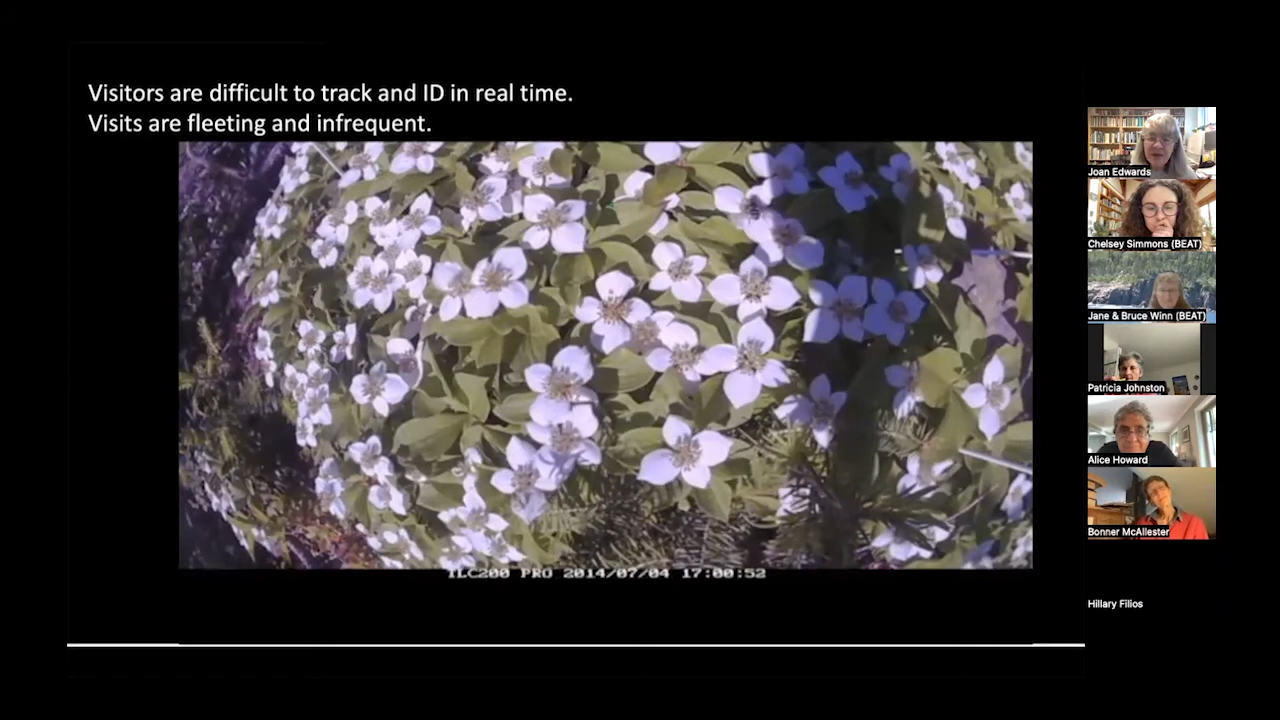 Visitors are difficult to track and ID in real time.
Visits are fleeting and infrequent.
TLC200 PRO 2014/07/04 17:00:52
Joan Edwards
Chelsey Simmons (BEAT)
Jane & Bruce Winn (BEAT)
Patricia Johnston
Alice Howard
Bonner McAllester
Hillary Filios